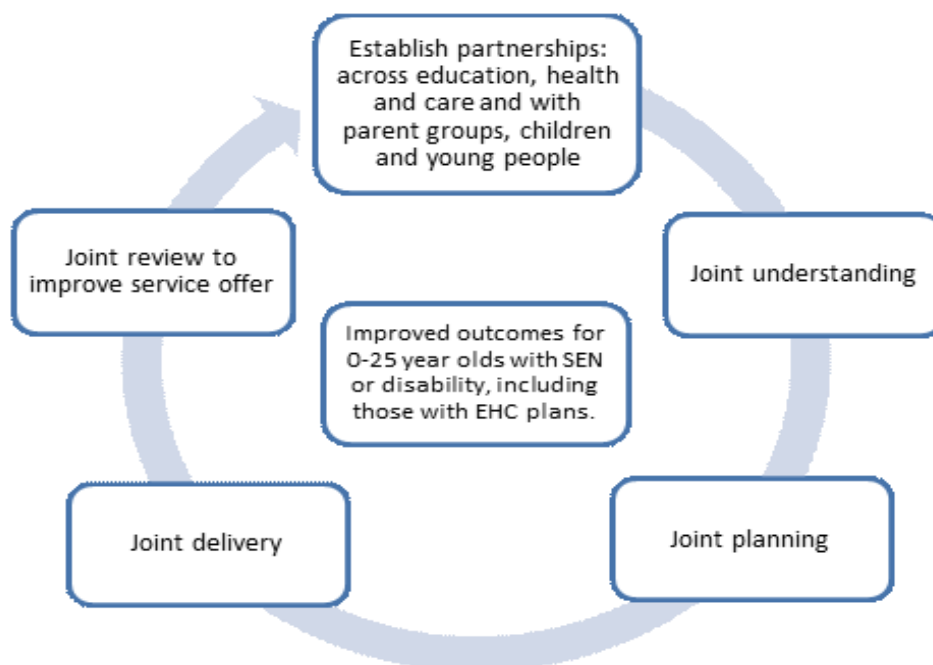 Establish partnerships:
across education, health
and care and with
parent groups, children
and young people
Joint understanding
Joint planning
Joint delivery
Joint review to
improve service offer
Improved outcomes for
0-25 year olds with SEN
or disability, including
those with EHC plans.